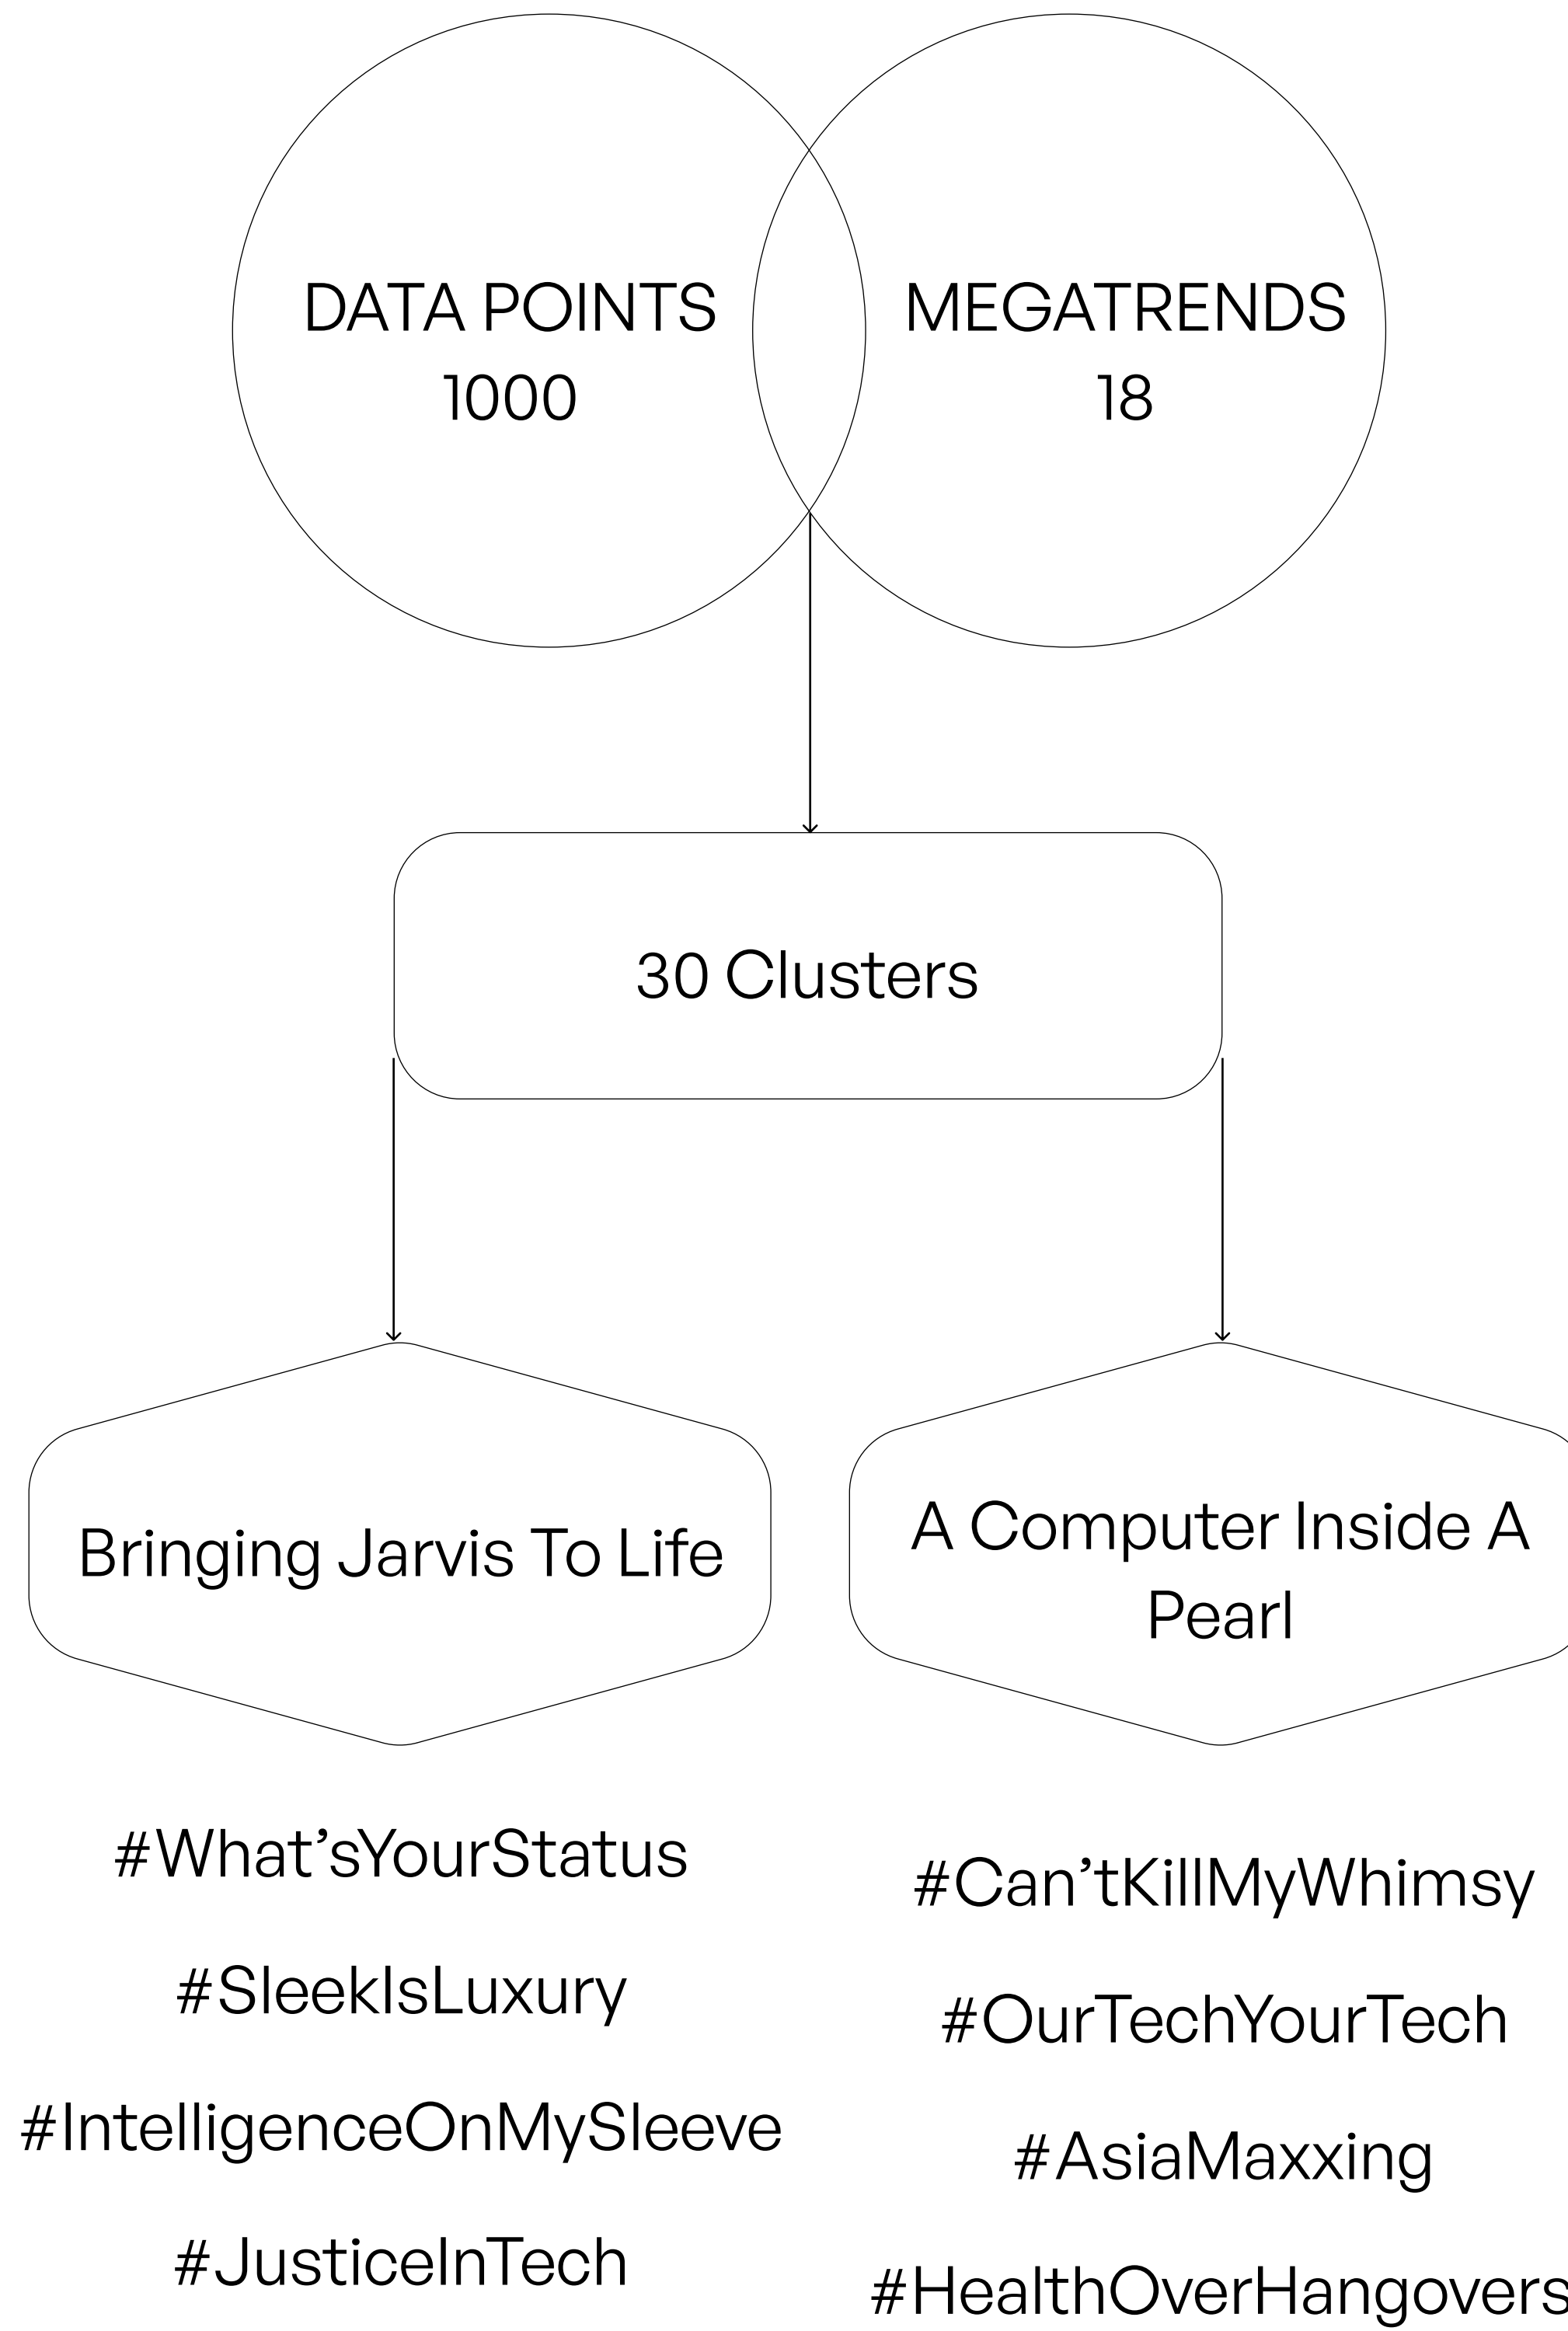 DATA POINTS
1000
MEGATRENDS
18
30 Clusters
Bringing Jarvis To Life
A Computer Inside A
Pearl
#What’sYourStatus
#SleekIsLuxury
#IntelligenceOnMySleeve
#JusticeInTech
#Can’tKillMyWhimsy
#OurTechYourTech
#AsiaMaxxing
#HealthOverHangovers